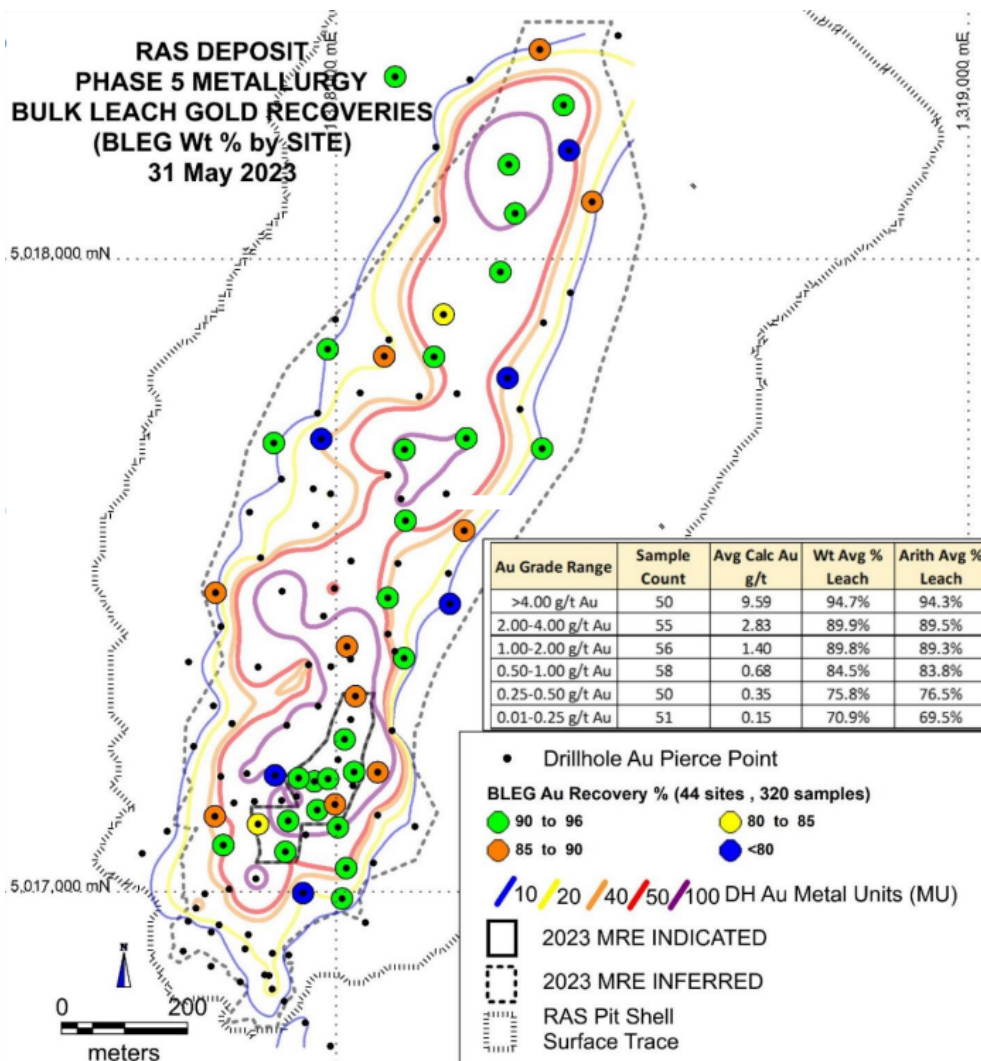 RAS DEPOSIT
PHASE 5 METALLURGY
BULK LEACH GOLD RECOVERIES
(BLEG Wt % by SITE)
31 May 2023
1,319,000 mE
5,018,000 mN
Au Grade Range Sample Count Avg Calc Au g/t Wt Avg % Leach Arith Avg % Leach
>4.00 g/t Au 50 9.59 94.7% 94.3%
2.00-4.00 g/t Au 55 2.83 89.9% 89.5%
1.00-2.00 g/t Au 56 1.40 89.8% 89.3%
0.50-1.00 g/t Au 58 0.68 84.5% 83.8%
0.25-0.50 g/t Au 50 0.35 75.8% 76.5%
0.01-0.25 g/t Au 51 0.15 70.9% 69.5%
Drillhole Au Pierce Point
BLEG Au Recovery % (44 sites , 320 samples)
90 to 96 80 to 85
85 to 90 <80
10 20 40 50 100 DH Au Metal Units (MU)
2023 MRE INDICATED
2023 MRE INFERRED
RAS Pit Shell
Surface Trace
5,017,000 mN
N
0 200
meters